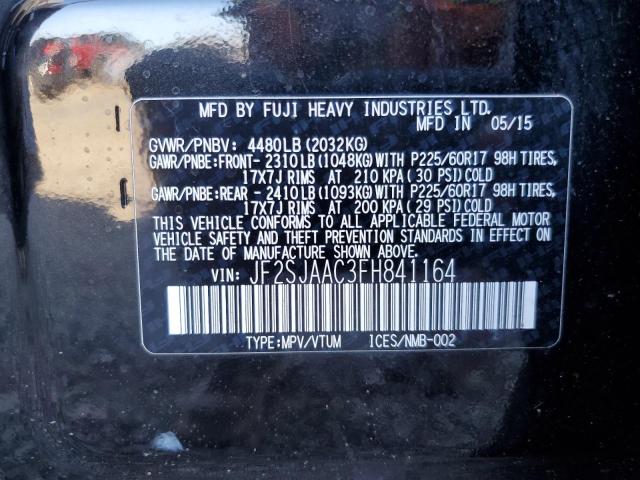 MFD BY FUJI HEAVY INDUSTRIES LTD.
MFD IN 05/15
GVWR/PNBV: 4480LB(2032KG)
GAWR/PNBE:FRONT- 2310LB(1048KG)WITH P225/60R17 98H TIRES,
17X7J RIMS AT 210 KPA(30 PSI)COLD
GAWR/PNBE:REAR - 2410LB(1093KG)WITH P225/60R17 98H TIRES,
17X7J RIMS AT 200 KPA(29 PSI)COLD
THIS VEHICLE CONFORMS TO ALL APPLICABLE FEDERAL MOTOR
VEHICLE SAFETY AND THEFT PREVENTION STANDARDS IN EFFECT ON
THE DATE OF MANUFACTURE SHOWN ABOVE.
VIN: JF2SJAAC3FH841164
TYPE:MPV/VTUM ICES/NMB-002